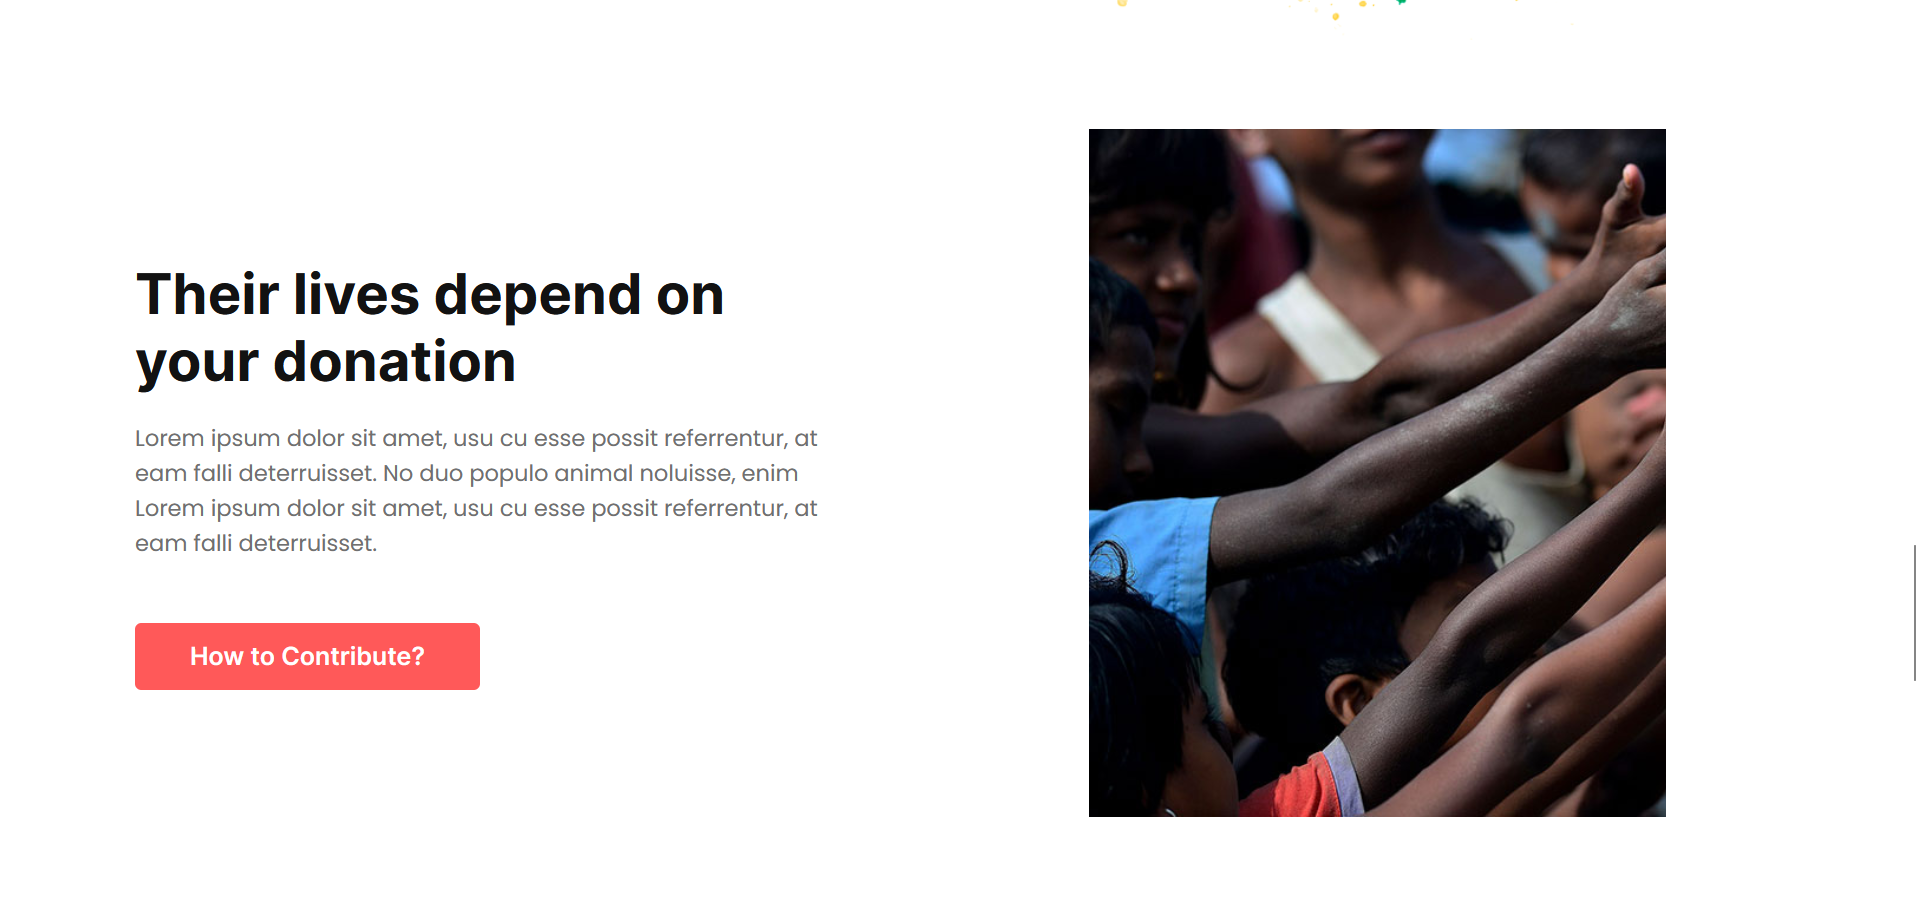 Their lives depend on
your donation
Lorem ipsum dolor sit amet, usu cu esse possit referrentur, at
eam falli deterruisset. No duo populo animal noluisse, enim
Lorem ipsum dolor sit amet, usu cu esse possit referrentur, at
eam falli deterruisset.
How to Contribute?